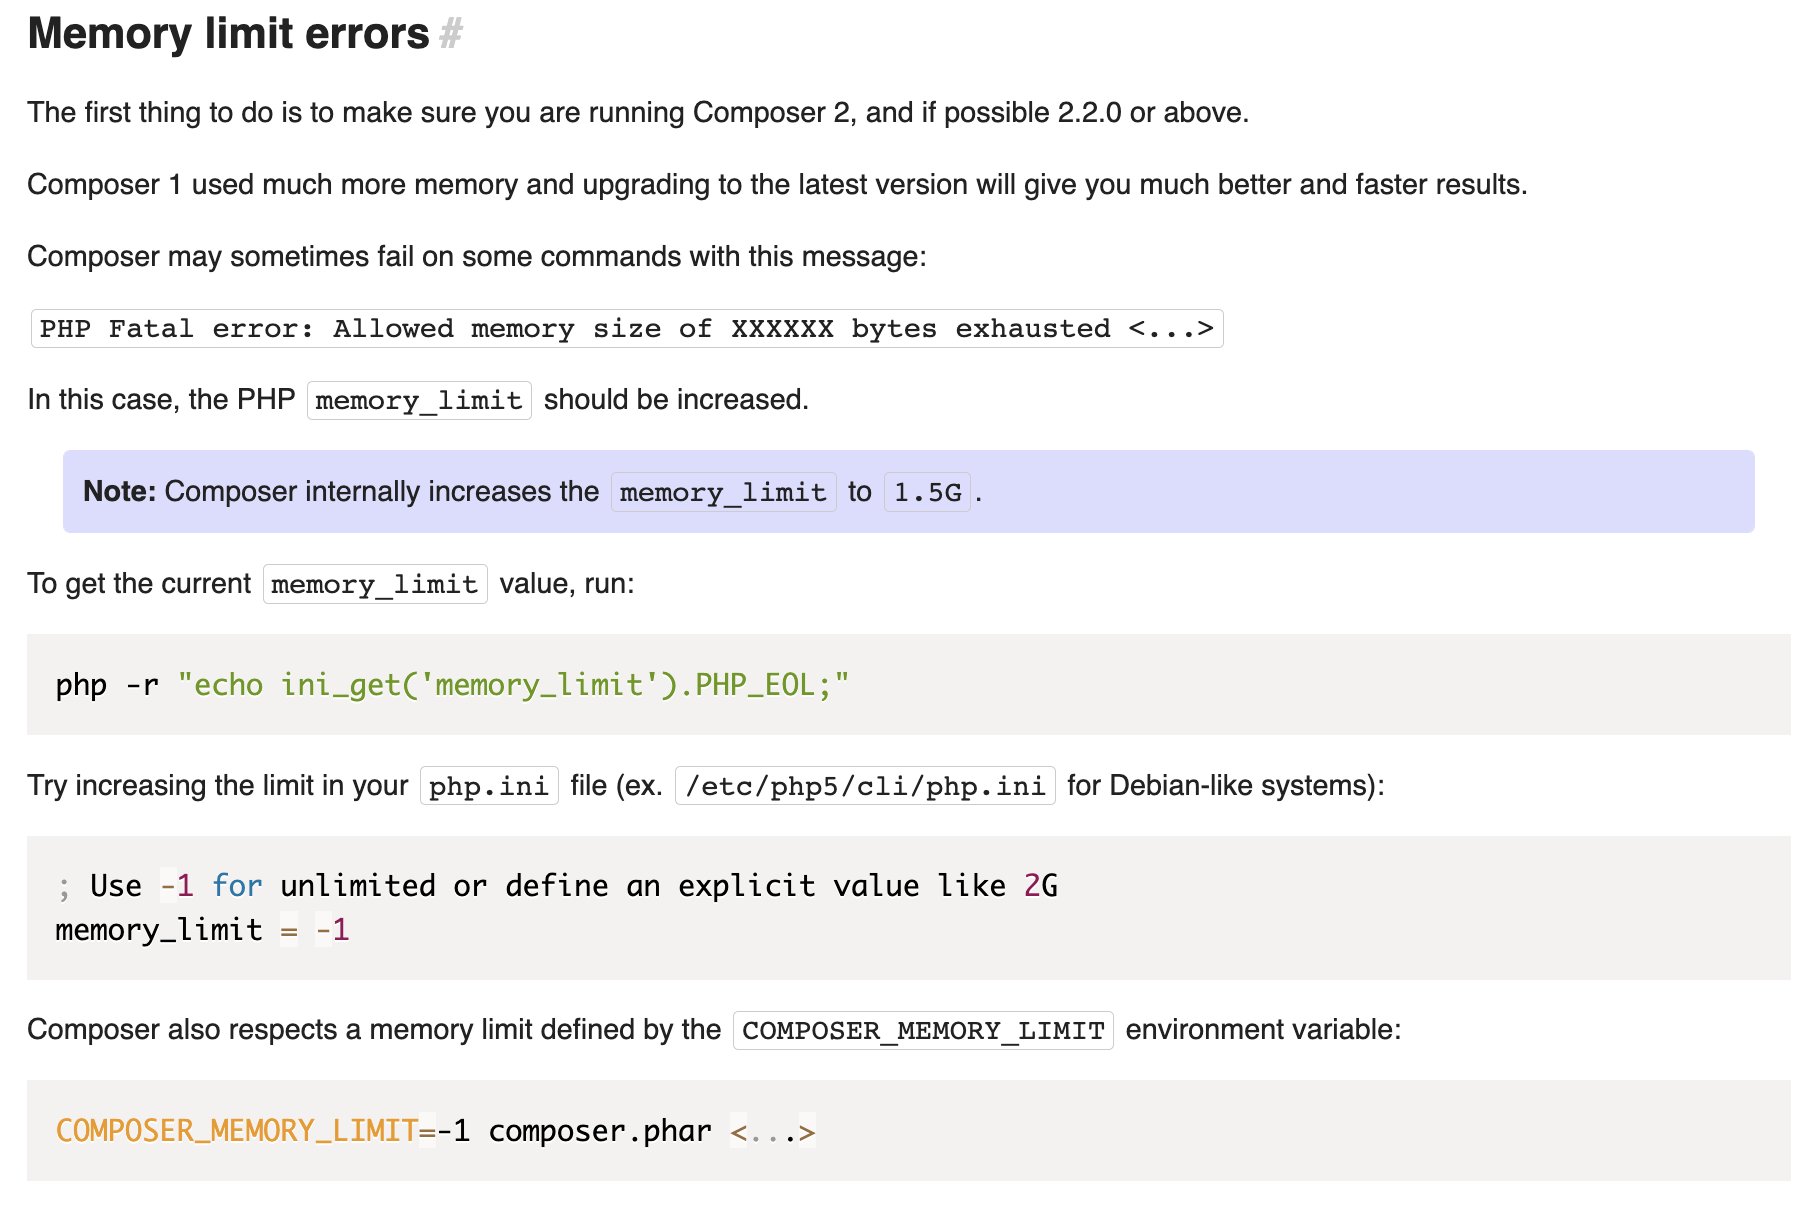 Memory limit errors #
The first thing to do is to make sure you are running Composer 2, and if possible 2.2.0 or above.
Composer 1 used much more memory and upgrading to the latest version will give you much better and faster results.
Composer may sometimes fail on some commands with this message:
PHP Fatal error: Allowed memory size of XXXXXX bytes exhausted <...>
In this case, the PHP memory_limit should be increased.
Note: Composer internally increases the memory_limit to 1.5G.
To get the current memory_limit value, run:
php -r "echo ini_get('memory_limit').PHP_EOL;"
Try increasing the limit in your php.ini file (ex. /etc/php5/cli/php.ini for Debian-like systems):
; Use -1 for unlimited or define an explicit value like 2G
memory_limit = -1
Composer also respects a memory limit defined by the COMPOSER_MEMORY_LIMIT environment variable:
COMPOSER_MEMORY_LIMIT=-1 composer.phar <...>